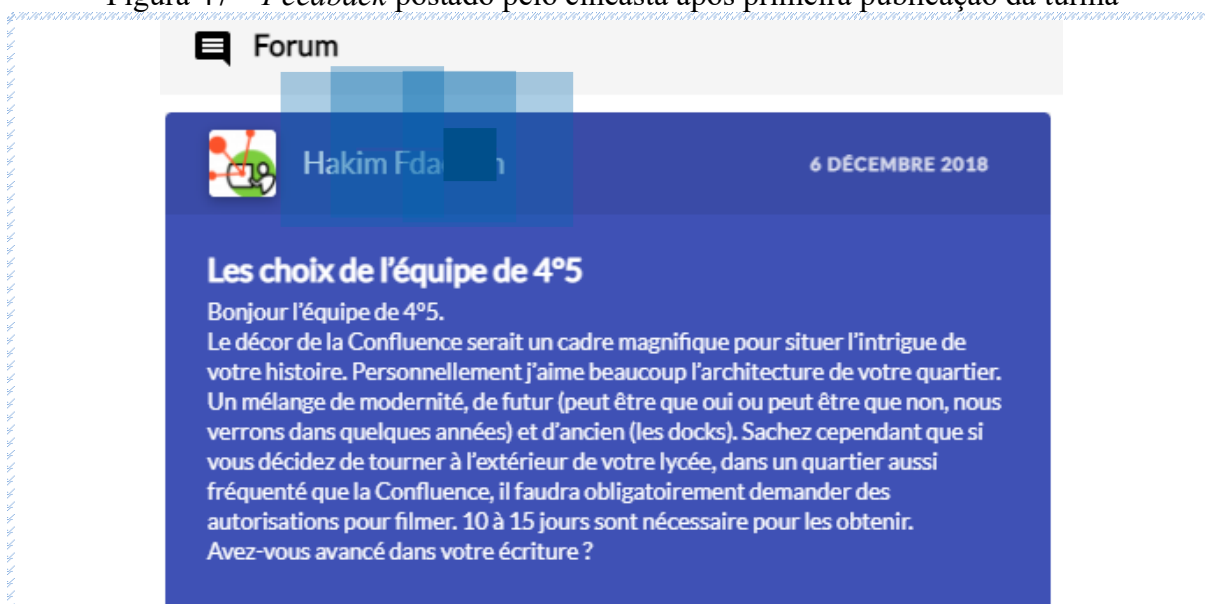 Forum
Hakim
6 DÉCEMBRE 2018
Les choix de l'équipe de 4°5
Bonjour l'équipe de 4°5.
Le décor de la Confluence serait un cadre magnifique pour situer l'intrigue de
votre histoire. Personnellement j'aime beaucoup l'architecture de votre quartier.
Un mélange de modernité, de futur (peut être que oui ou peut être que non, nous
verrons dans quelques années) et d'ancien (les docks). Sachez cependant que si
vous décidez de tourner à l'extérieur de votre lycée, dans un quartier aussi
fréquenté que la Confluence, il faudra obligatoirement demander des
autorisations pour filmer. 10 à 15 jours sont nécessaire pour les obtenir.
Avez-vous avancé dans votre écriture ?